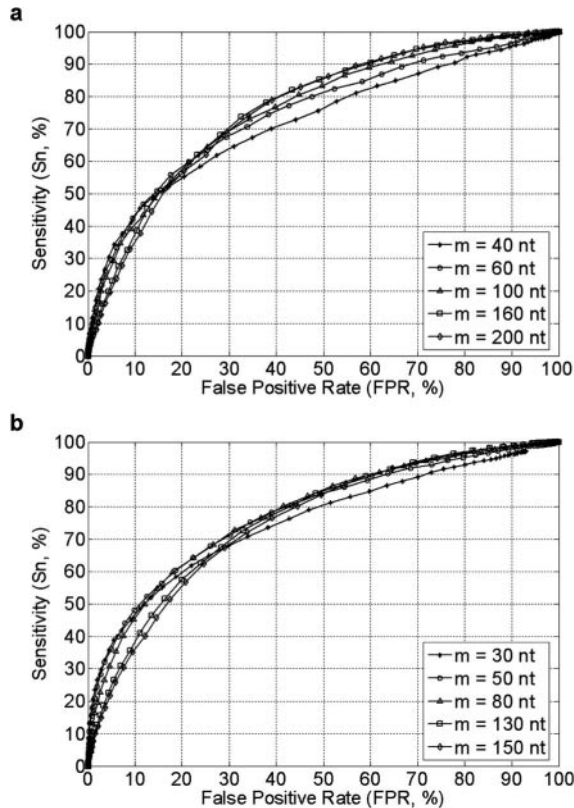 a
100
90
80
70
60
50
40
30
20
10
0
Sensitivity (Sn, %)
m = 40 nt
m = 60 nt
m = 100 nt
m = 160 nt
m = 200 nt
0 10 20 30 40 50 60 70 80 90 100
False Positive Rate (FPR, %)
b
100
90
80
70
60
50
40
30
20
10
0
Sensitivity (Sn, %)
m = 30 nt
m = 50 nt
m = 80 nt
m = 130 nt
m = 150 nt
0 10 20 30 40 50 60 70 80 90 100
False Positive Rate (FPR, %)